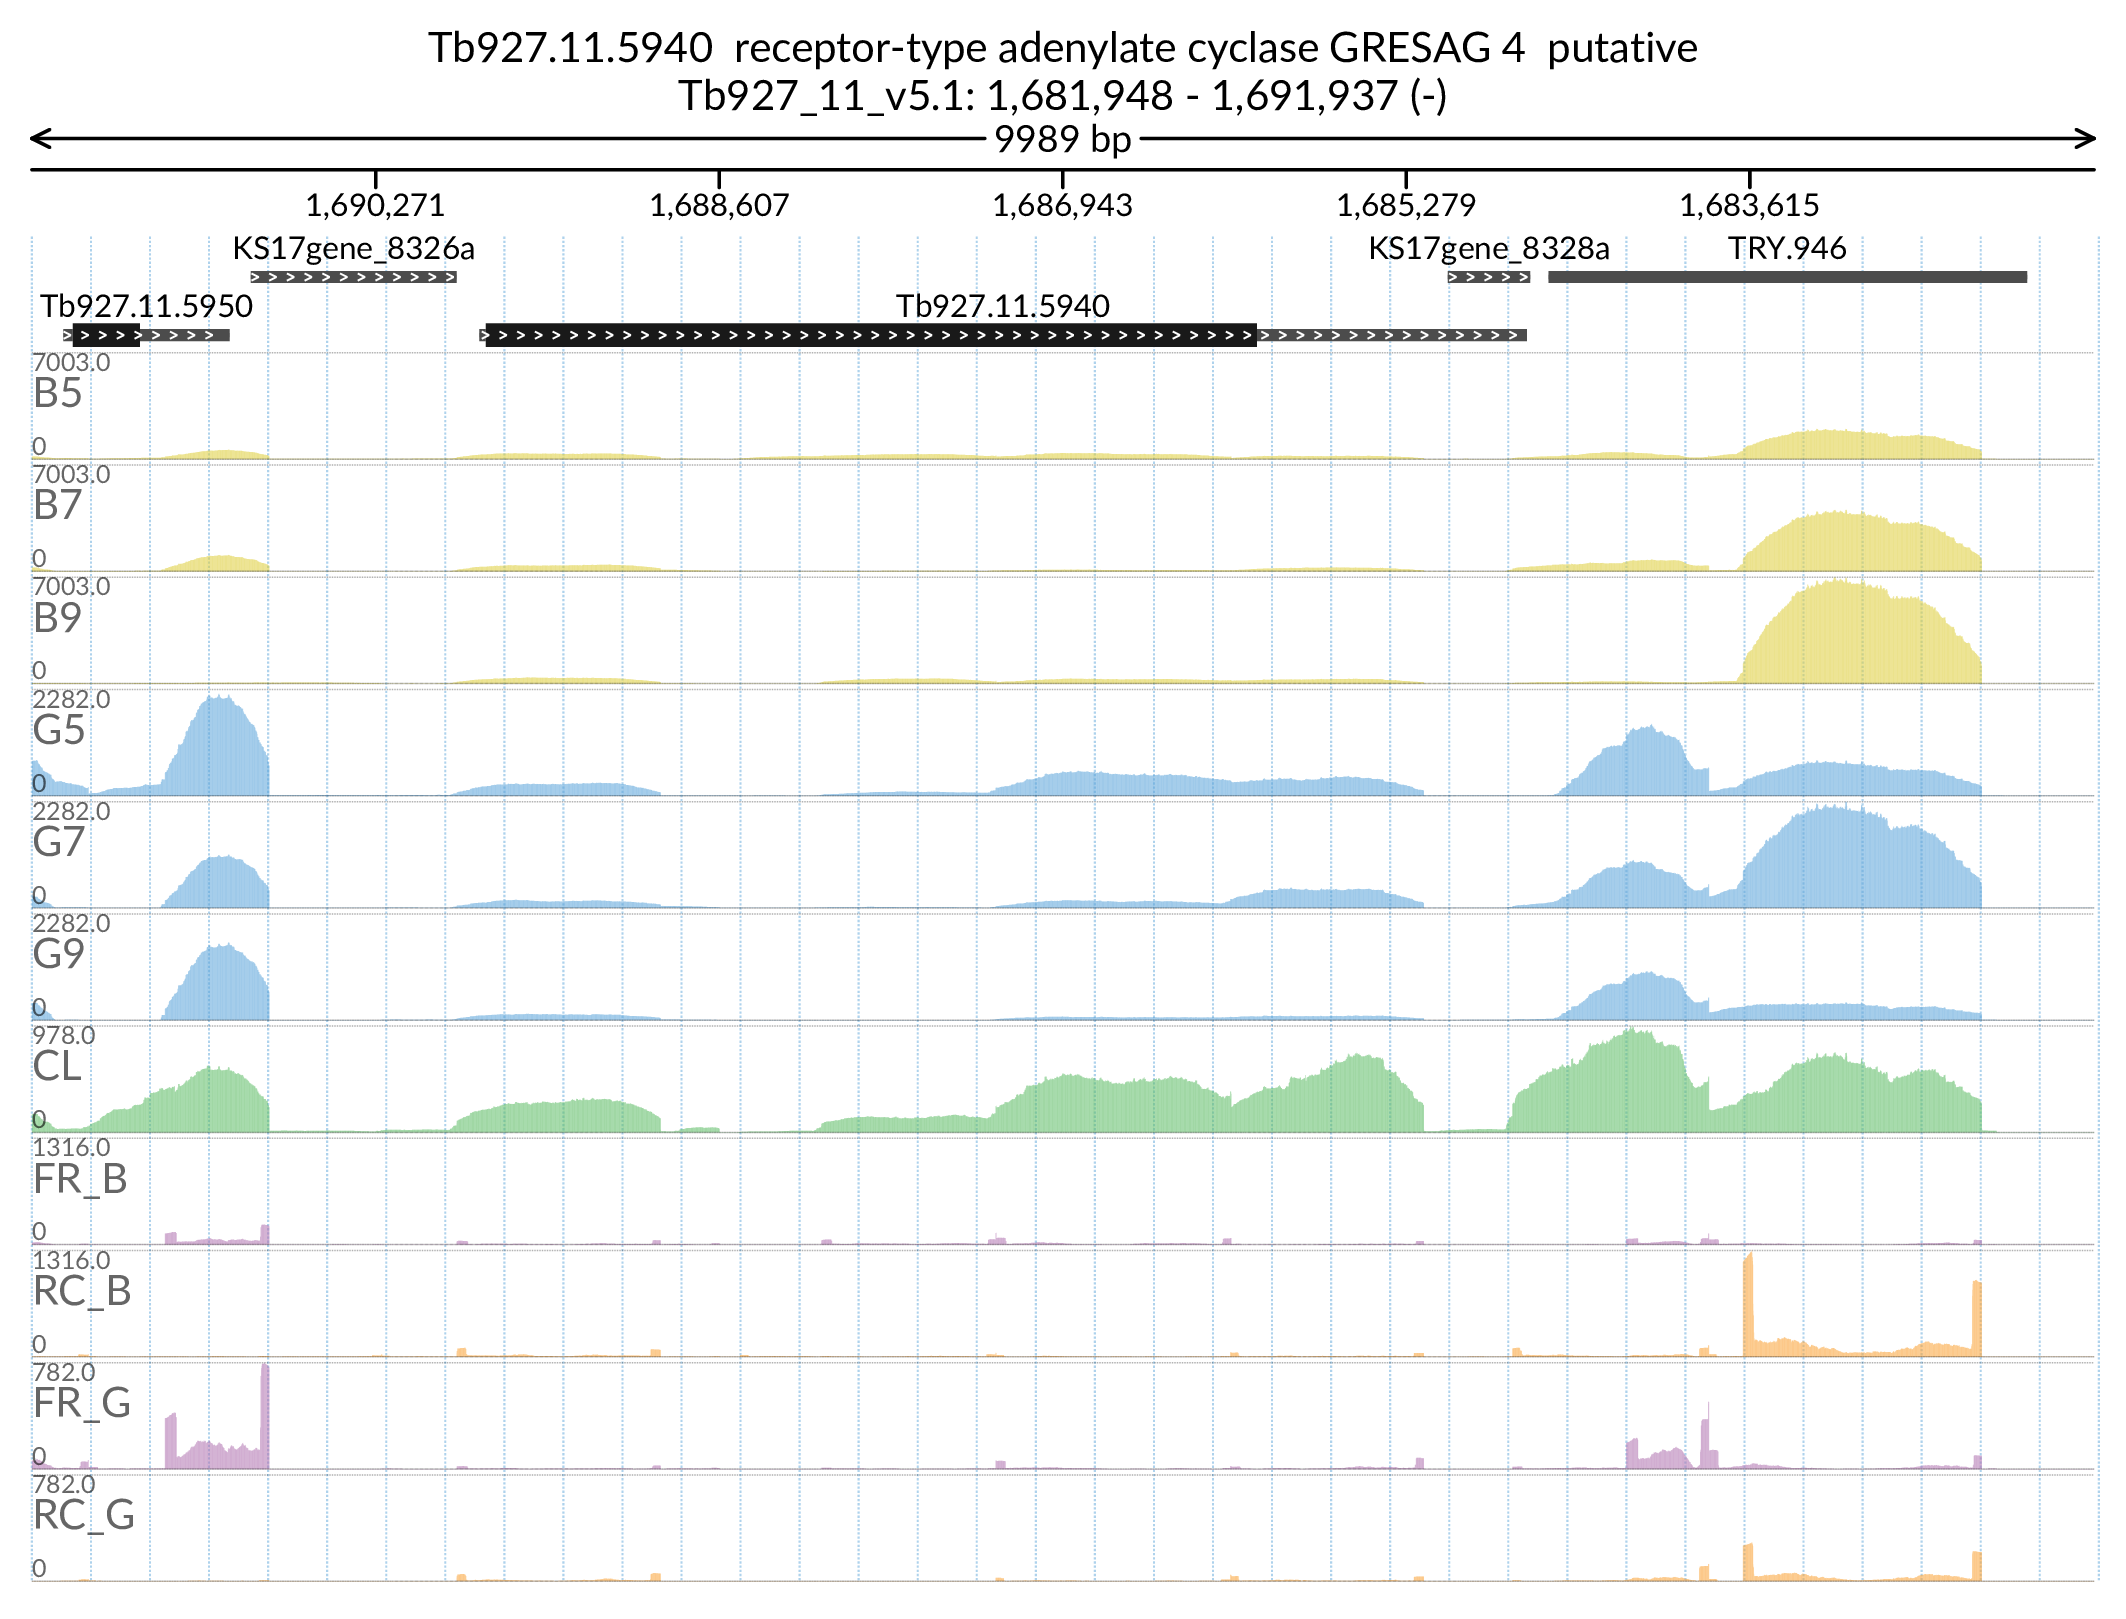 Tb927.11.5940  receptor-type adenylate cyclase GRESAG 4  putative
Tb927_11_v5.1: 1,681,948 - 1,691,937 (-)
9989 bp
1,690,271 1,688,607 1,686,943 1,685,279 1,683,615
KS17gene_8326a KS17gene_8328a TRY.946
Tb927.11.5950 Tb927.11.5940
7003.0
B5
0
7003.0
B7
0
7003.0
B9
0
2282.0
G5
0
2282.0
G7
0
2282.0
G9
0
978.0
CL
0
1316.0
FR_B
0
1316.0
RC_B
0
782.0
FR_G
0
782.0
RC_G
0